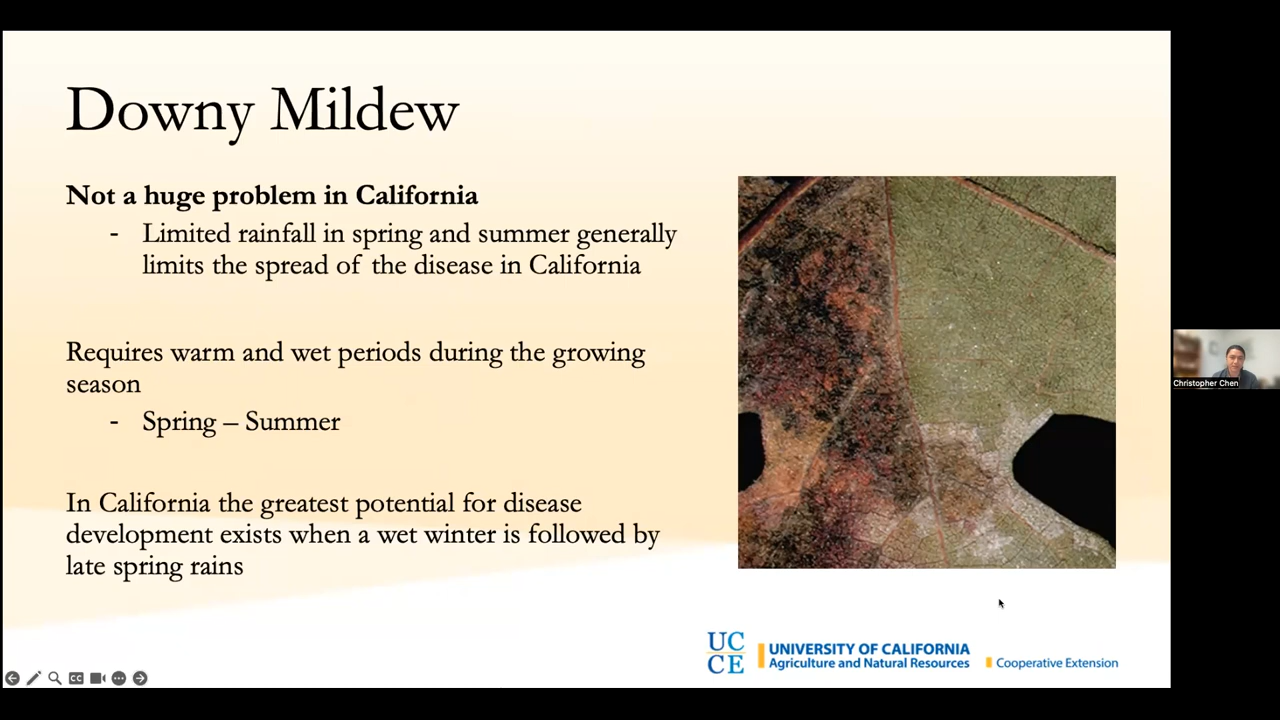 Downy Mildew
Not a huge problem in California
- Limited rainfall in spring and summer generally
limits the spread of the disease in California
Requires warm and wet periods during the growing
season
- Spring – Summer
In California the greatest potential for disease
development exists when a wet winter is followed by
late spring rains
UC
CE
UNIVERSITY OF CALIFORNIA
Agriculture and Natural Resources
Cooperative Extension
CC
Christopher Chen